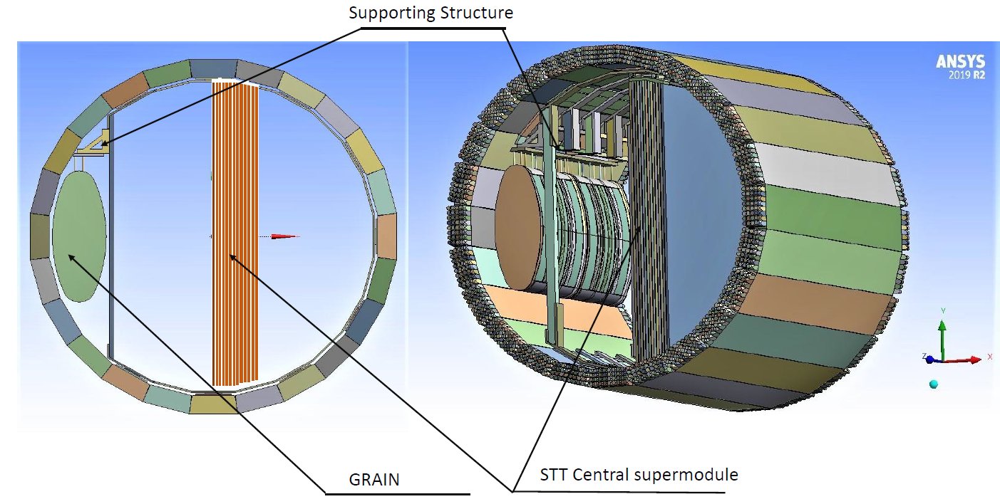 Supporting Structure
ANSYS
2019 R2
Y
Z
X
STT Central supermodule
GRAIN